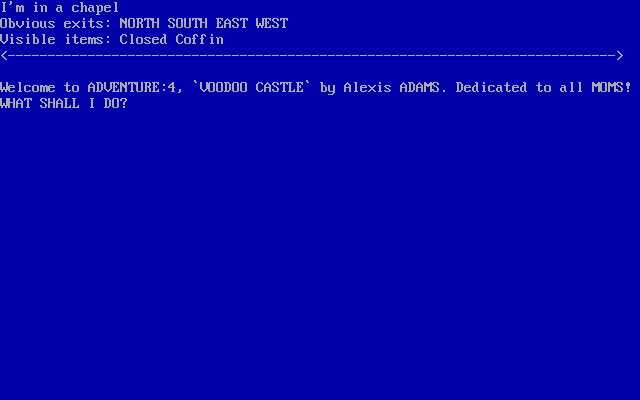 I'm in a chapel
Obvious exits: NORTH SOUTH EAST WEST
Visible items: Closed Coffin
<---------------------------------------------------------------------------->
Welcome to ADVENTURE:4, `VOODOO CASTLE` by Alexis ADAMS. Dedicated to all MOMS!
WHAT SHALL I DO?